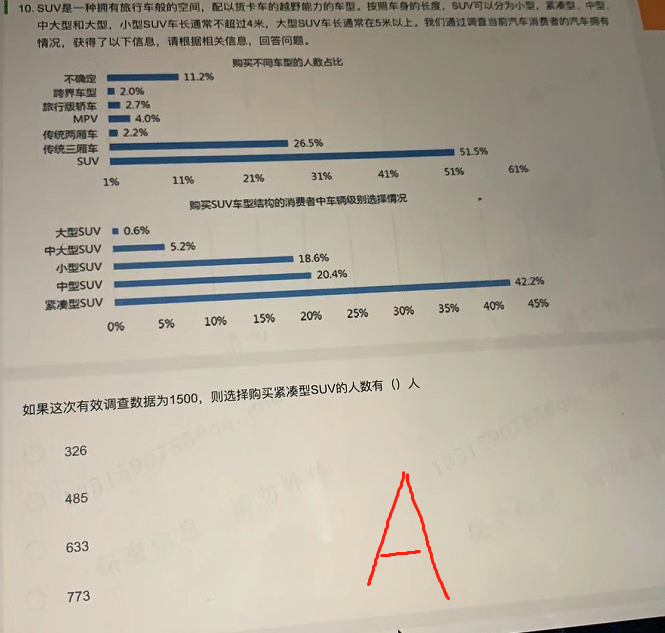 10. SUV是一种拥有旅行车般的空间，配以货卡车的越野能力的车型。按照车身的长度，SUV可以分为小型，紧凑型、中型、
中大型和大型，小型SUV车长通常不超过4米，大型SUV车长通常在5米以上。我们通过调查当前汽车消费者的汽车拥有
情况，获得了以下信息，请根据相关信息，回答问题。
购买不同车型的人数占比
不确定 11.2%
跨界车型 2.0%
旅行版轿车 2.7%
MPV 4.0%
传统两厢车 2.2%
传统三厢车 26.5%
SUV 51.5%
1% 11% 21% 31% 41% 51% 61%
购买SUV车型结构的消费者中车辆级别选择情况
大型SUV 0.6%
中大型SUV 5.2%
小型SUV 18.6%
中型SUV 20.4%
紧凑型SUV 42.2%
0% 5% 10% 15% 20% 25% 30% 35% 40% 45%
如果这次有效调查数据为1500，则选择购买紧凑型SUV的人数有（）人
326
485
633
773
A